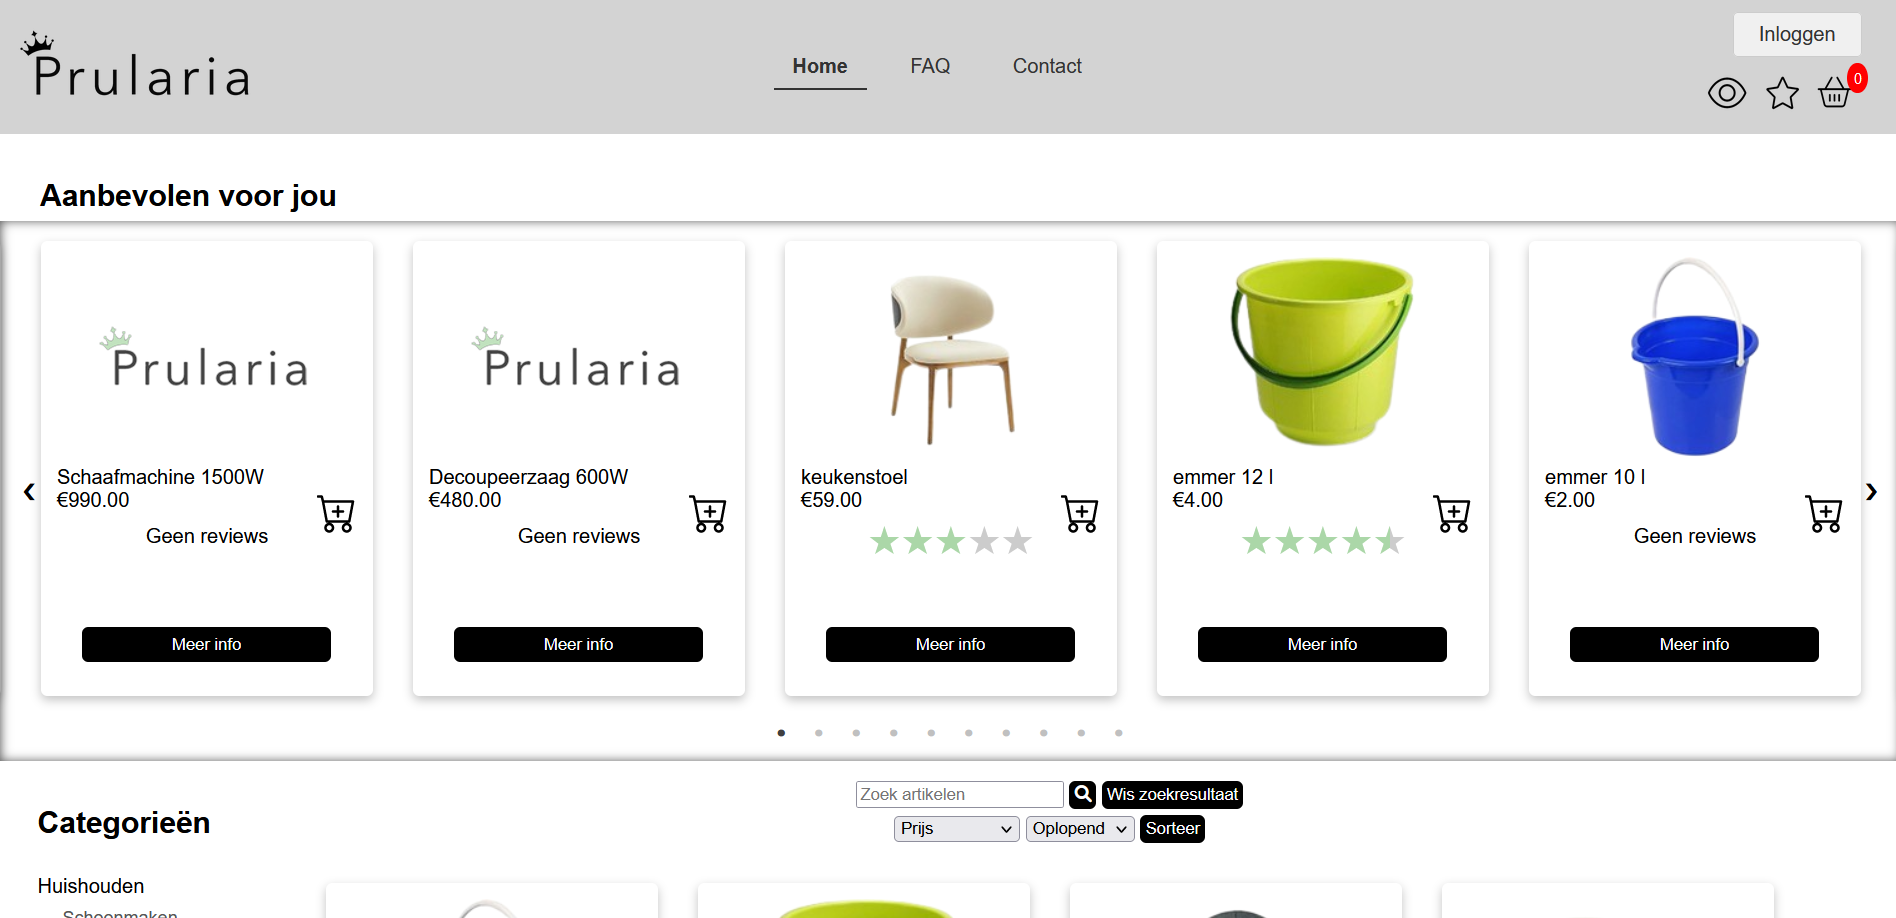 Prularia
Home
FAQ
Contact
Inloggen
0
Aanbevolen voor jou
Prularia
Schaafmachine 1500W
€990.00
Geen reviews
Meer info
Prularia
Decoupeerzaag 600W
€480.00
Geen reviews
Meer info
keukenstoel
€59.00
Meer info
emmer 12 l
€4.00
Meer info
emmer 10 l
€2.00
Geen reviews
Meer info
Zoek artikelen
Wis zoekresultaat
Prijs
Oplopend
Sorteer
Categorieën
Huishouden
Schoonmaken